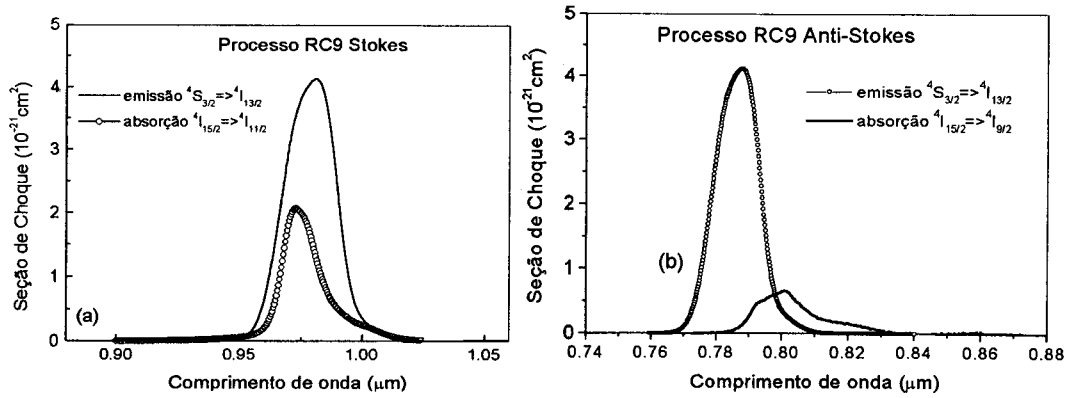 Processo RC9 Stokes
emissão ⁴S₃/₂=>⁴I₁₃/₂
absorção ⁴I₁₅/₂=>⁴I₁₁/₂
Seção de Choque (10⁻²¹cm²)
5
4
3
2
1
0
(a)
0.90 0.95 1.00 1.05
Comprimento de onda (μm)
Processo RC9 Anti-Stokes
emissão ⁴S₃/₂=>⁴I₁₃/₂
absorção ⁴I₁₅/₂=>⁴I₉/₂
Seção de Choque (10⁻²¹cm²)
5
4
3
2
1
0
(b)
0.74 0.76 0.78 0.80 0.82 0.84 0.86 0.88
Comprimento de onda (μm)